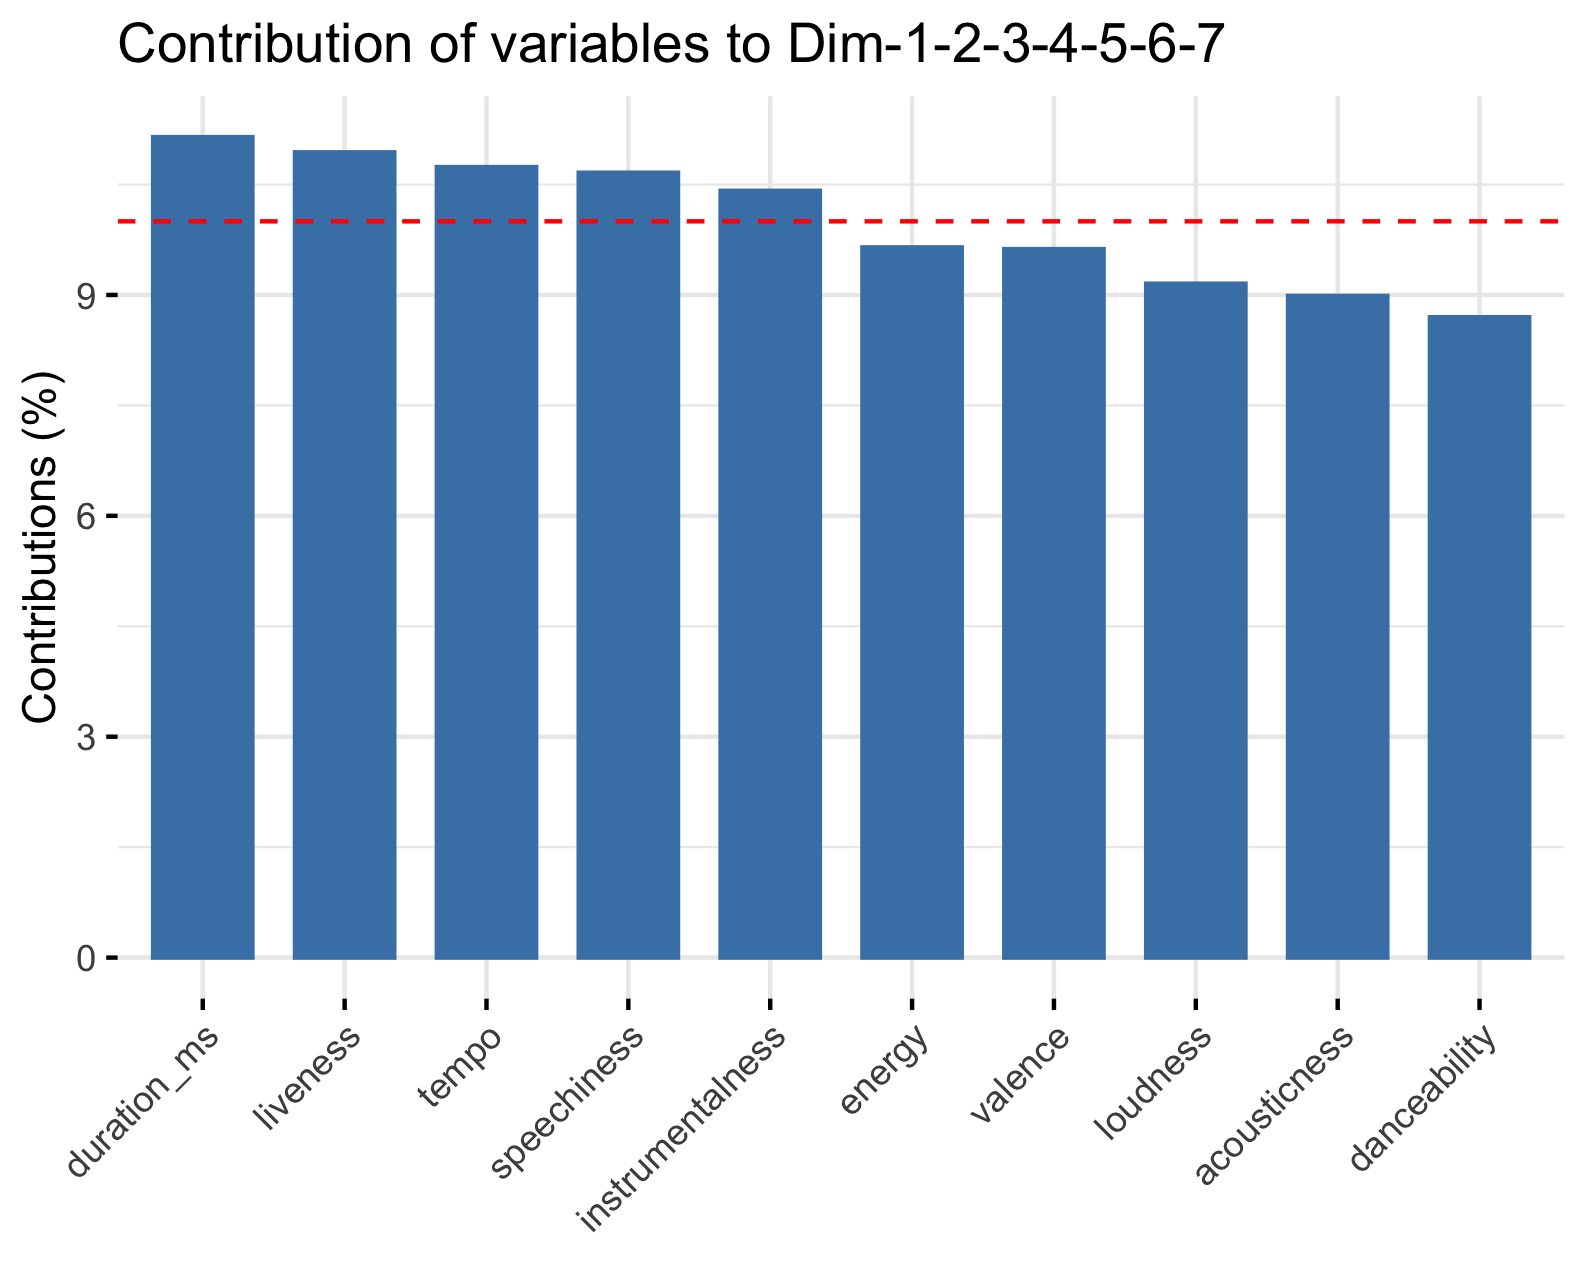 Contribution of variables to Dim-1-2-3-4-5-6-7
Contributions (%)
9
6
3
0
duration_ms
liveness
tempo
speechiness
instrumentalness
energy
valence
loudness
acousticness
danceability